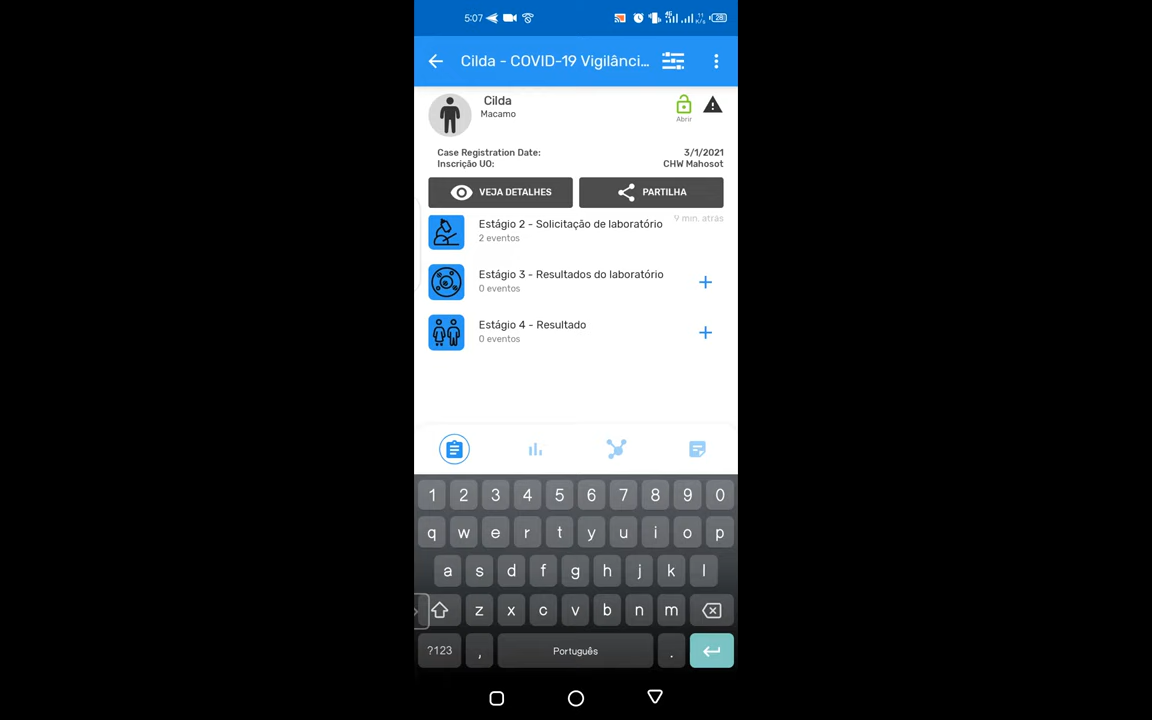 5:07
4G
28
Cilda - COVID-19 Vigilânci...
Cilda
Macamo
Abrir
Case Registration Date: 3/1/2021
Inscrição UO: CHW Mahosot
VEJA DETALHES PARTILHA
9 min. atrás
Estágio 2 - Solicitação de laboratório
2 eventos
Estágio 3 - Resultados do laboratório
0 eventos
Estágio 4 - Resultado
0 eventos
1 2 3 4 5 6 7 8 9 0
q w e r t y u i o p
a s d f g h j k l
z x c v b n m
?123 , Português .